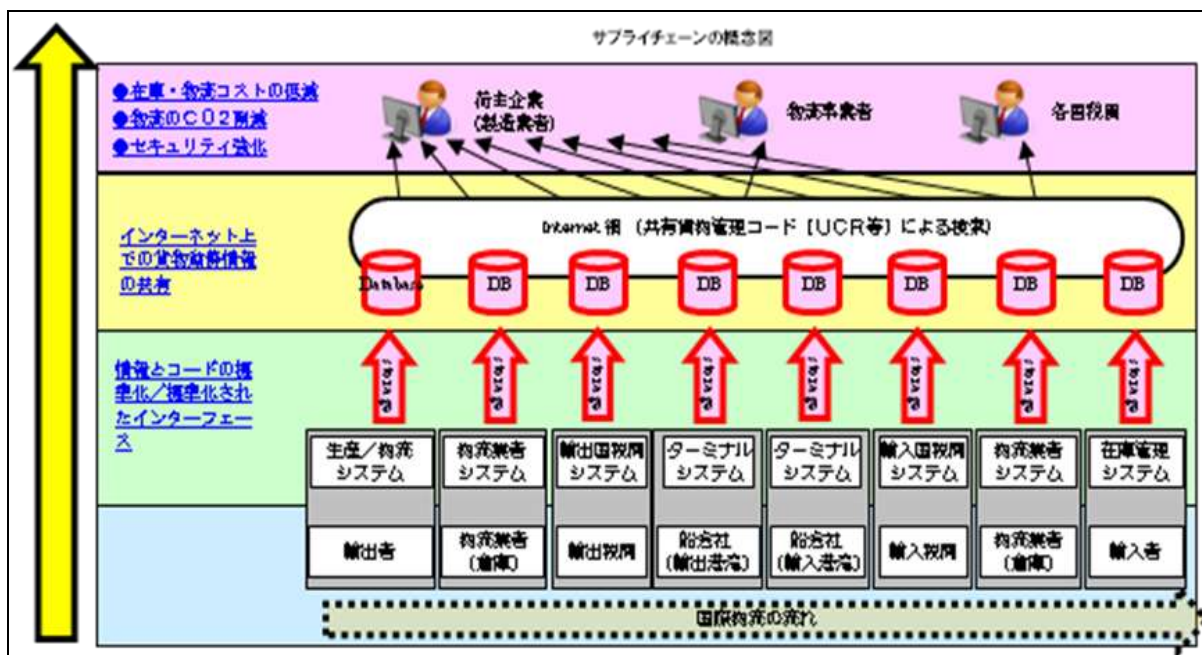 サプライチェーンの概念図
●在庫・物流コストの低減
●物流のCO2削減
●セキュリティ強化
荷主企業
(製造業者)
物流事業者
各国税関
インターネット上
での貨物動静情報
の共有
Internet 網 (共有貨物管理コード [UCR等] による検索)
Database
DB
DB
DB
DB
DB
DB
DB
情報とコードの標
準化/標準化され
たインターフェー
ス
生産/物流
システム
物流業者
システム
輸出国税関
システム
ターミナル
システム
ターミナル
システム
輸入国税関
システム
物流業者
システム
在庫管理
システム
輸出者
物流業者
(倉庫)
輸出税関
船会社
(輸出港湾)
船会社
(輸入港湾)
輸入税関
物流業者
(倉庫)
輸入者
国際物流の流れ